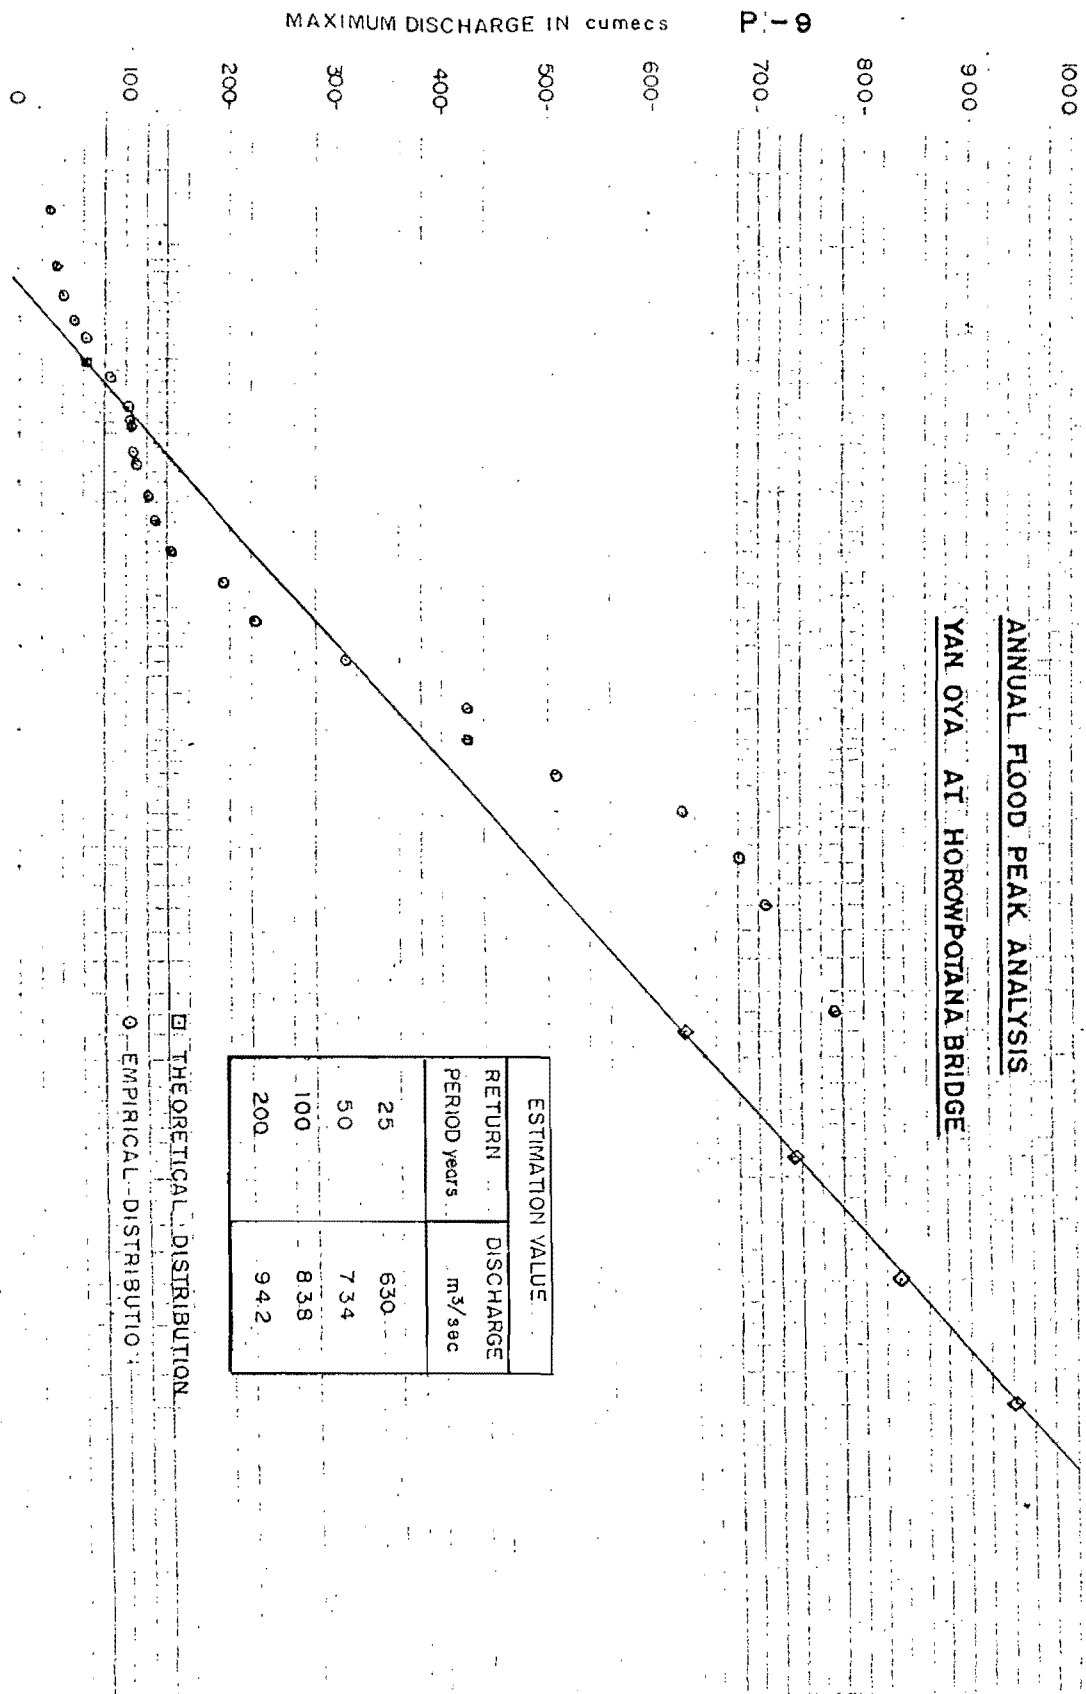 P.-9
MAXIMUM DISCHARGE IN cumecs
1000
900
800
700
600
500
400
300
200
100
0
ANNUAL FLOOD PEAK ANALYSIS
YAN OYA AT HOROWPOTANA BRIDGE
ESTIMATION VALUE
RETURN PERIOD years
DISCHARGE m³/sec
25 630
50 734
100 838
200 942
THEORETICAL DISTRIBUTION
EMPIRICAL DISTRIBUTIO